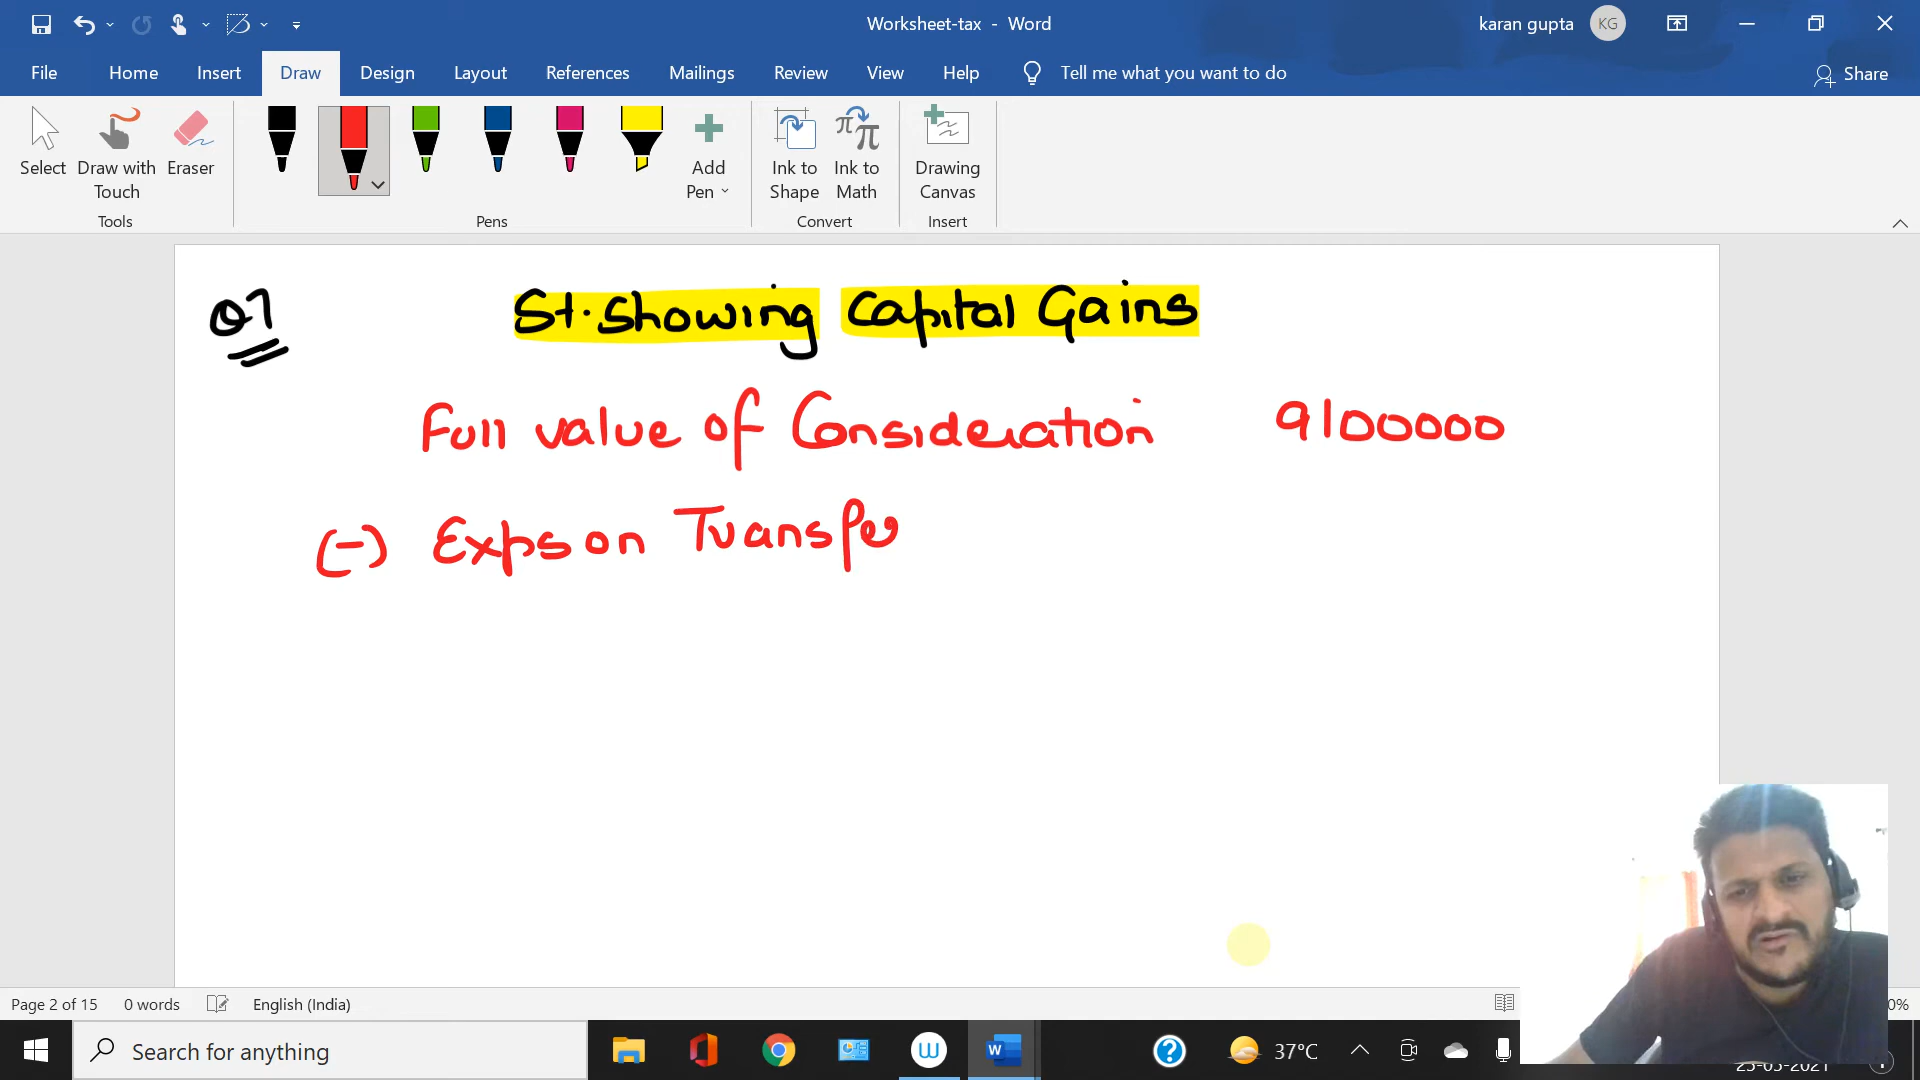 Worksheet-tax - Word
karan gupta KG
File Home Insert Draw Design Layout References Mailings Review View Help Tell me what you want to do Share
Select Draw with Touch Eraser Add Pen Ink to Shape Ink to Math Drawing Canvas
Tools Pens Convert Insert
Q7 St. Showing Capital Gains
Full value of Consideration 9100000
(-) Exps on Transfer
Page 2 of 15 0 words English (India) 0%
Search for anything W 37°C